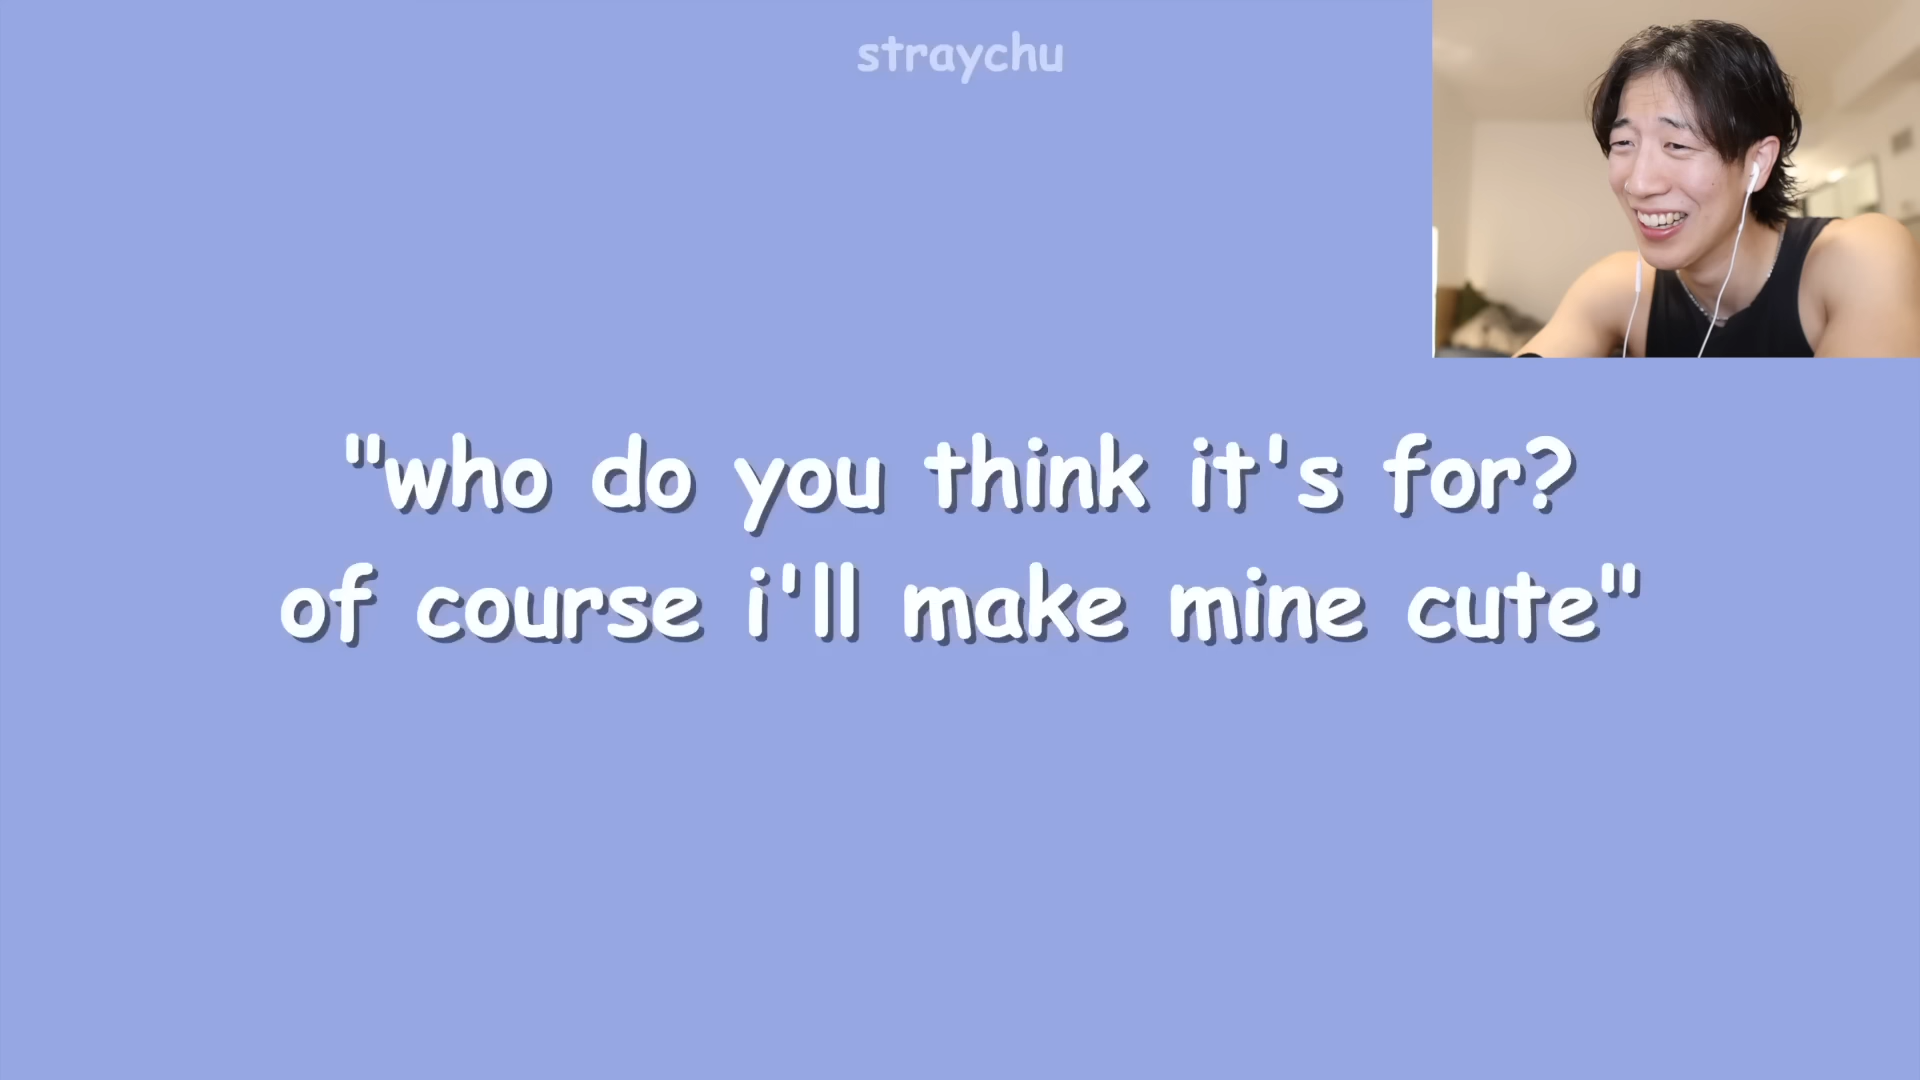 straychu
"who do you think it's for?
of course i'll make mine cute"